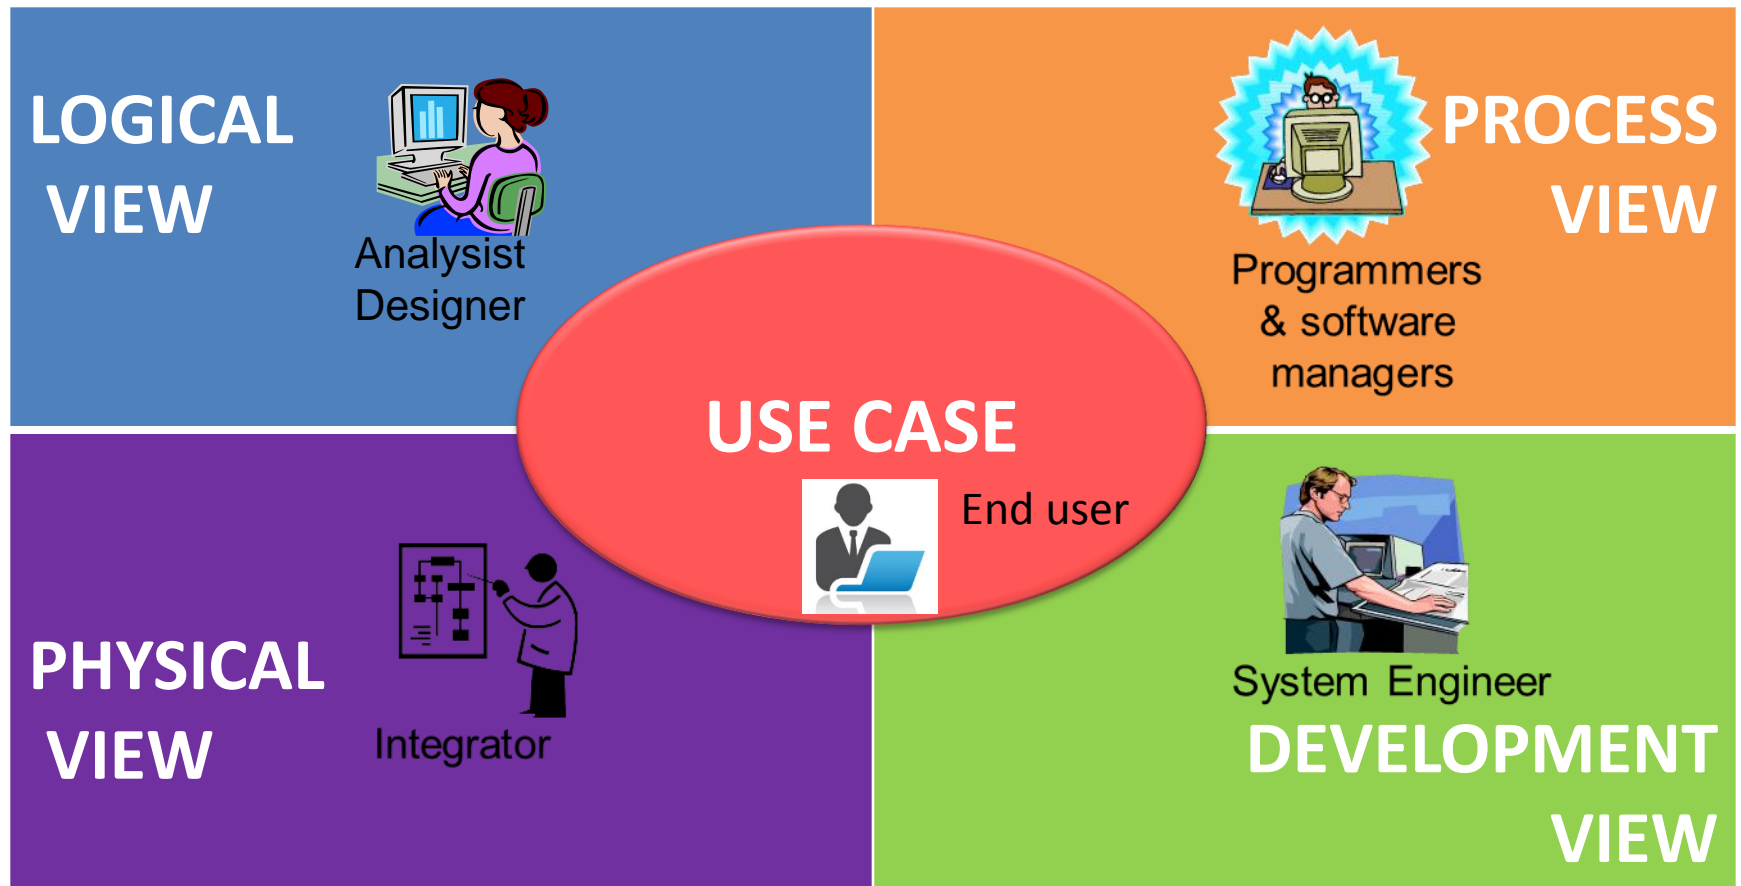 LOGICAL
VIEW
Analysist
Designer
PROCESS
VIEW
Programmers
& software
managers
USE CASE
End user
PHYSICAL
VIEW
Integrator
System Engineer
DEVELOPMENT
VIEW